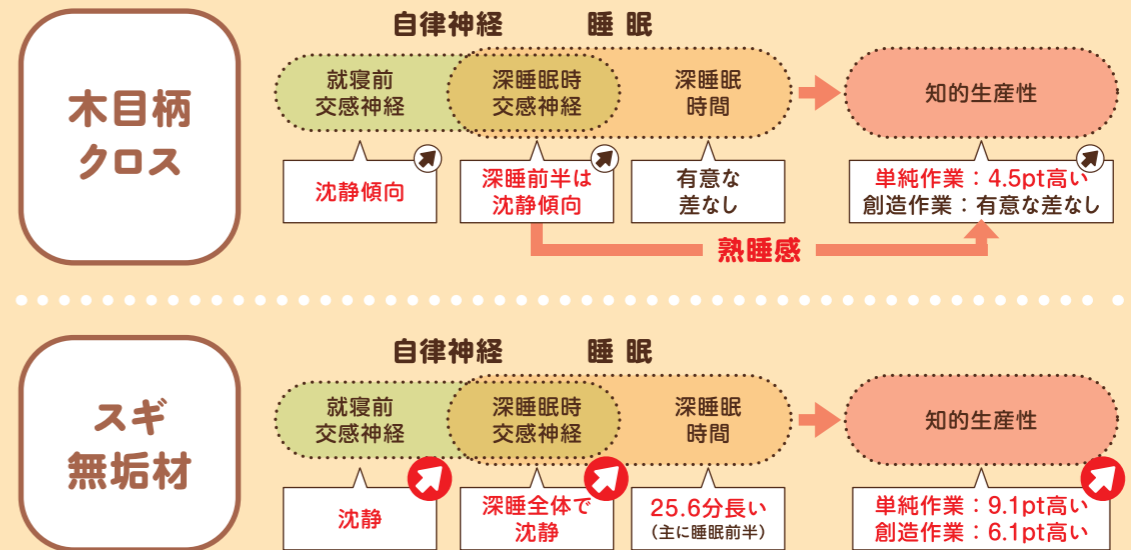 木目柄
クロス
自律神経
睡 眠
就寝前
交感神経
深睡眠時
交感神経
深睡眠
時間
知的生産性
沈静傾向
深睡前半は
沈静傾向
有意な
差なし
単純作業：4.5pt高い
創造作業：有意な差なし
熟睡感
スギ
無垢材
自律神経
睡 眠
就寝前
交感神経
深睡眠時
交感神経
深睡眠
時間
知的生産性
沈静
深睡全体で
沈静
25.6分長い
（主に睡眠前半）
単純作業：9.1pt高い
創造作業：6.1pt高い